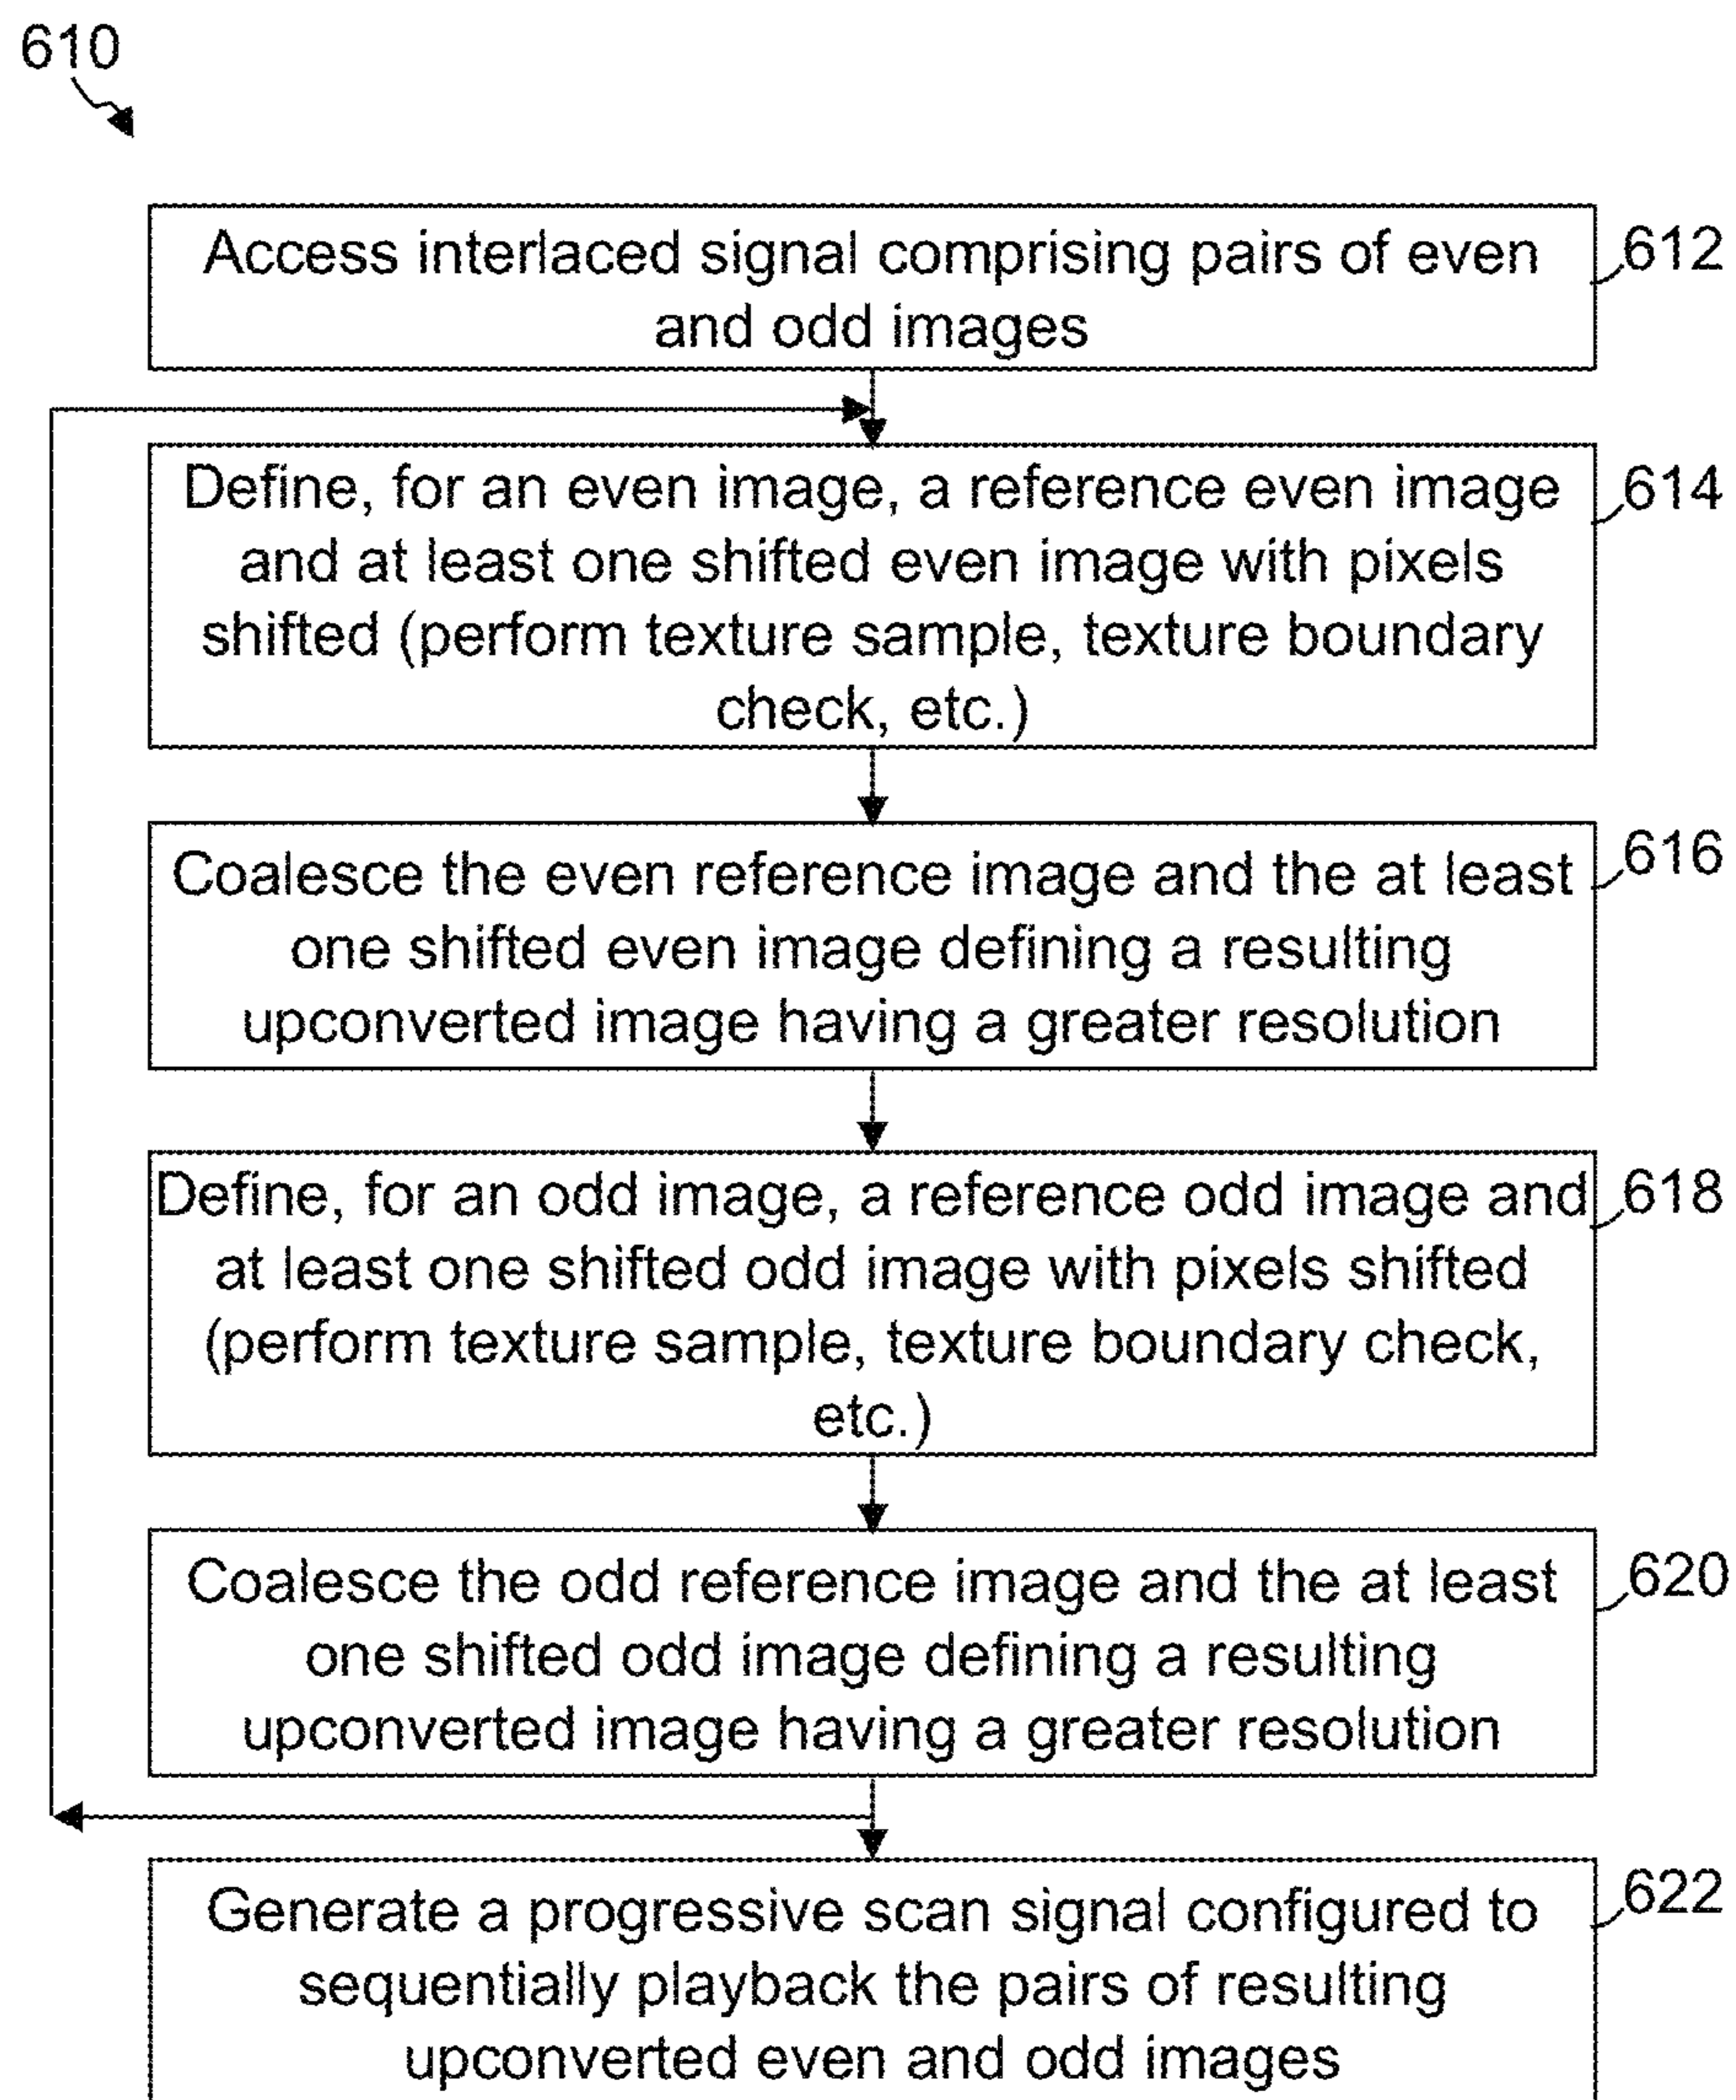 610
Access interlaced signal comprising pairs of even
and odd images
612
Define, for an even image, a reference even image
and at least one shifted even image with pixels
shifted (perform texture sample, texture boundary
check, etc.)
614
Coalesce the even reference image and the at least
one shifted even image defining a resulting
upconverted image having a greater resolution
616
Define, for an odd image, a reference odd image and
at least one shifted odd image with pixels shifted
(perform texture sample, texture boundary check,
etc.)
618
Coalesce the odd reference image and the at least
one shifted odd image defining a resulting
upconverted image having a greater resolution
620
Generate a progressive scan signal configured to
sequentially playback the pairs of resulting
upconverted even and odd images
622